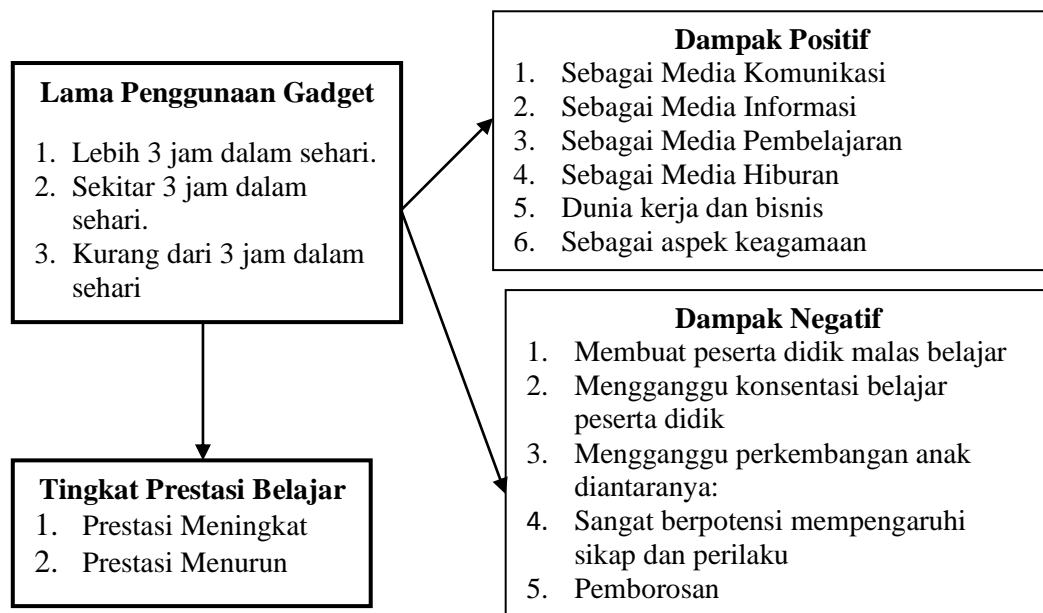 Lama Penggunaan Gadget
1. Lebih 3 jam dalam sehari.
2. Sekitar 3 jam dalam
sehari.
3. Kurang dari 3 jam dalam
sehari
Dampak Positif
1. Sebagai Media Komunikasi
2. Sebagai Media Informasi
3. Sebagai Media Pembelajaran
4. Sebagai Media Hiburan
5. Dunia kerja dan bisnis
6. Sebagai aspek keagamaan
Dampak Negatif
1. Membuat peserta didik malas belajar
2. Mengganggu konsentasi belajar
peserta didik
3. Mengganggu perkembangan anak
diantaranya:
4. Sangat berpotensi mempengaruhi
sikap dan perilaku
5. Pemborosan
Tingkat Prestasi Belajar
1. Prestasi Meningkat
2. Prestasi Menurun